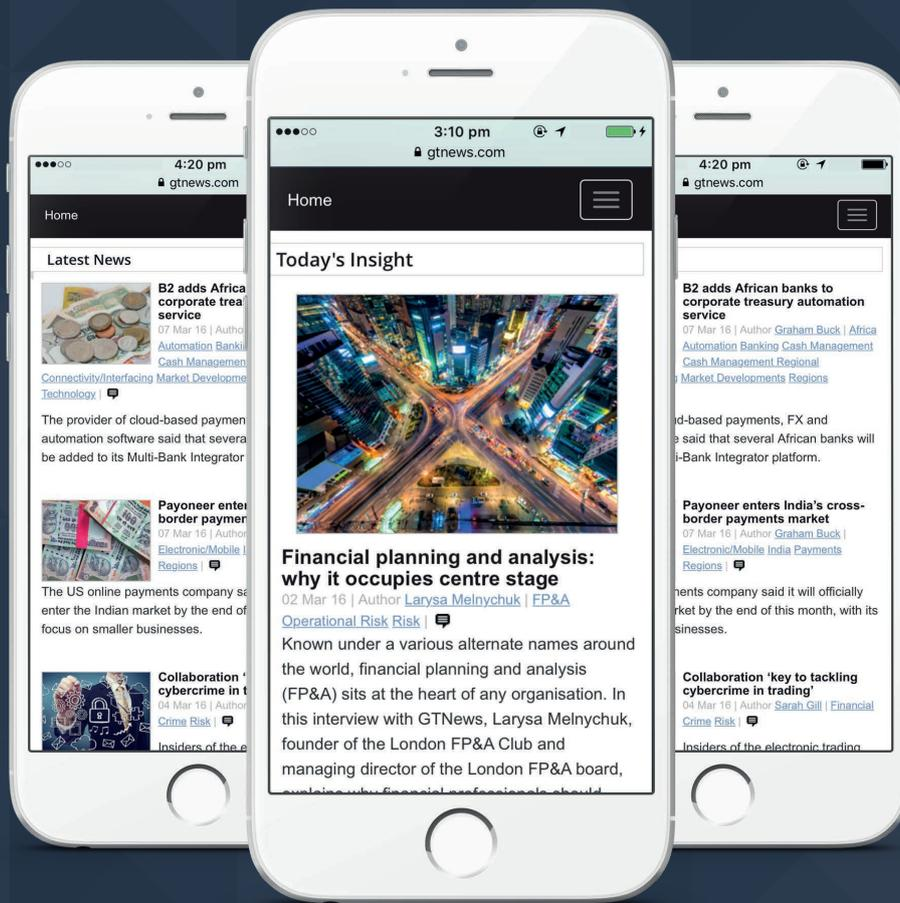 4:20 pm
gtnews.com
Home
Latest News
B2 adds Africa
corporate trea
service
07 Mar 16 | Autho
Automation Banki
Cash Management
Connectivity/Interfacing Market Developme
Technology |
The provider of cloud-based paymen
automation software said that severa
be added to its Multi-Bank Integrator
Payoneer enter
border paymen
07 Mar 16 | Author
Electronic/Mobile I
Regions |
The US online payments company sa
enter the Indian market by the end of
focus on smaller businesses.
Collaboration ‘
cybercrime in t
04 Mar 16 | Author
Crime Risk |
Insiders of the e
3:10 pm
gtnews.com
Home
Today's Insight
Financial planning and analysis:
why it occupies centre stage
02 Mar 16 | Author Larysa Melnychuk | FP&A
Operational Risk Risk |
Known under a various alternate names around
the world, financial planning and analysis
(FP&A) sits at the heart of any organisation. In
this interview with GTNews, Larysa Melnychuk,
founder of the London FP&A Club and
managing director of the London FP&A board,
explains why financial professionals should
4:20 pm
gtnews.com
B2 adds African banks to
corporate treasury automation
service
07 Mar 16 | Author Graham Buck | Africa
Automation Banking Cash Management
Cash Management Regional
Market Developments Regions
d-based payments, FX and
e said that several African banks will
i-Bank Integrator platform.
Payoneer enters India’s cross-
border payments market
07 Mar 16 | Author Graham Buck |
Electronic/Mobile India Payments
Regions |
ents company said it will officially
rket by the end of this month, with its
sinesses.
Collaboration ‘key to tackling
cybercrime in trading’
04 Mar 16 | Author Sarah Gill | Financial
Crime Risk |
Insiders of the electronic trading